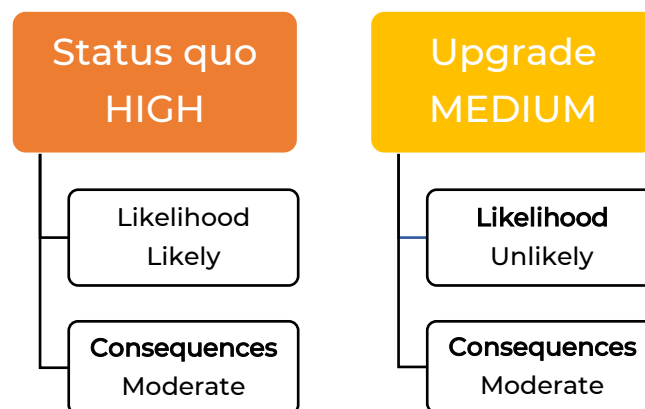 Status quo
HIGH
Likelihood
Likely
Consequences
Moderate
Upgrade
MEDIUM
Likelihood
Unlikely
Consequences
Moderate